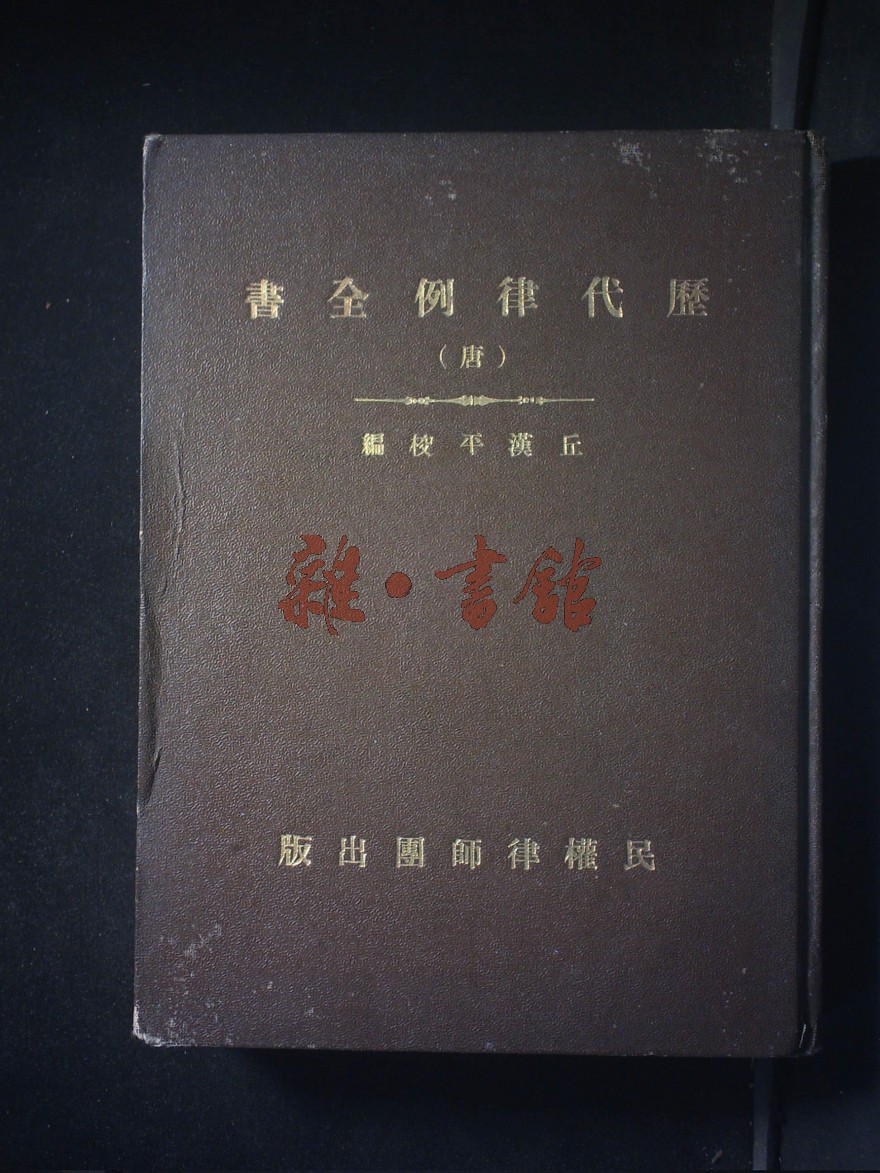 歷代律例全書
(唐)
丘漢平校編
雜·書館
民權律師團出版